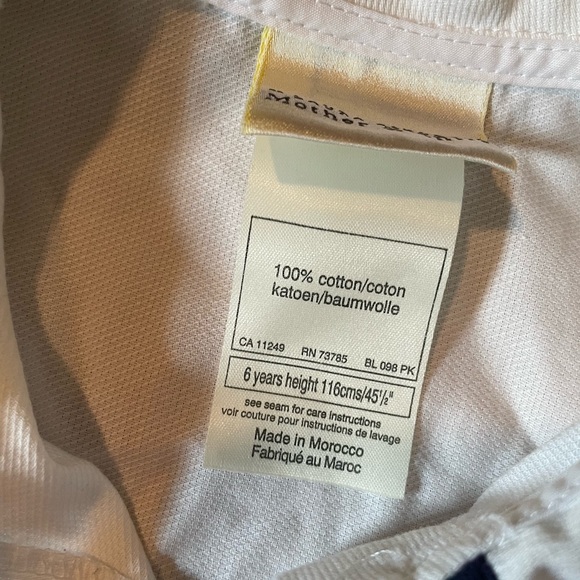 Mother
100% cotton/coton
katoen/baumwolle
CA 11249 RN 73785 BL 098 PK
6 years height 116cms/45½"
see seam for care instructions
voir couture pour instructions de lavage
Made in Morocco
Fabriqué au Maroc